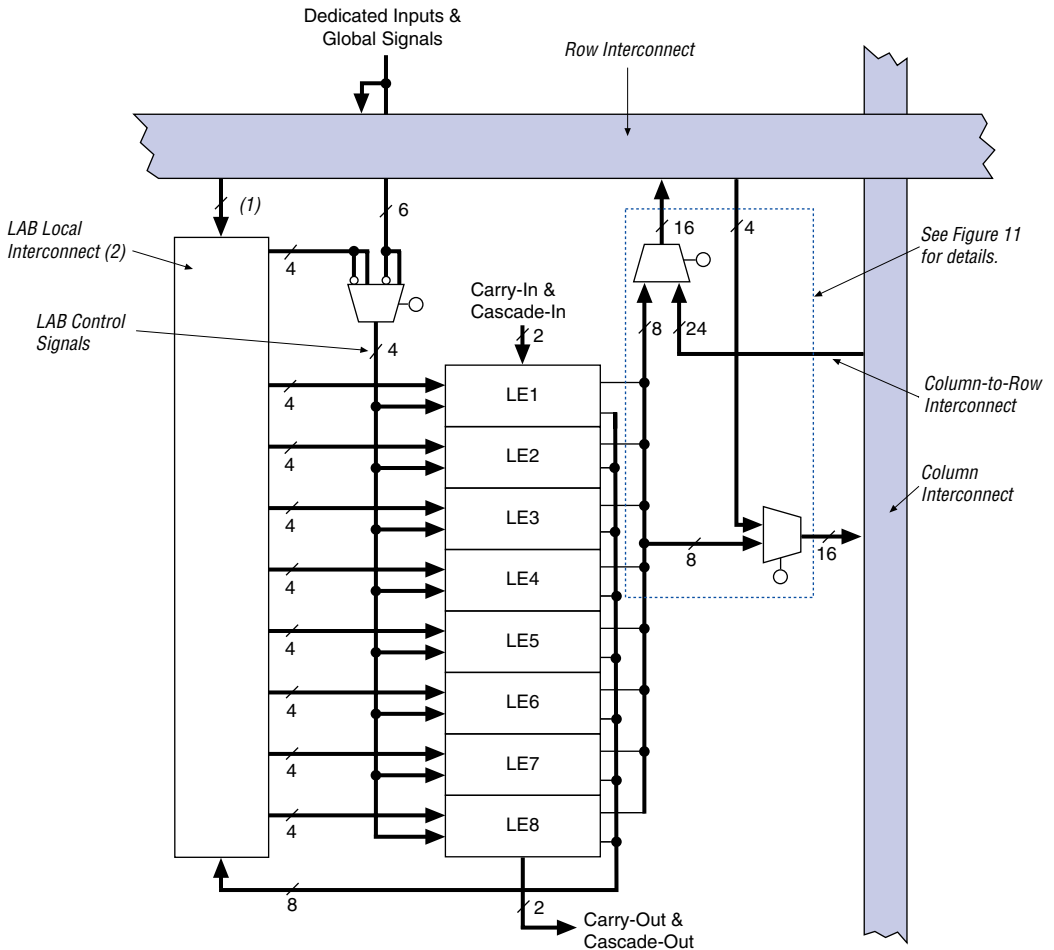 Dedicated Inputs &
Global Signals
Row Interconnect
(1)
6
16
4
LAB Local
Interconnect (2)
4
See Figure 11
for details.
Carry-In &
Cascade-In
LAB Control
Signals
4
2
8
24
LE1
4
Column-to-Row
Interconnect
LE2
4
Column
Interconnect
LE3
4
8
16
LE4
4
LE5
4
LE6
4
LE7
4
LE8
4
8
2
Carry-Out &
Cascade-Out